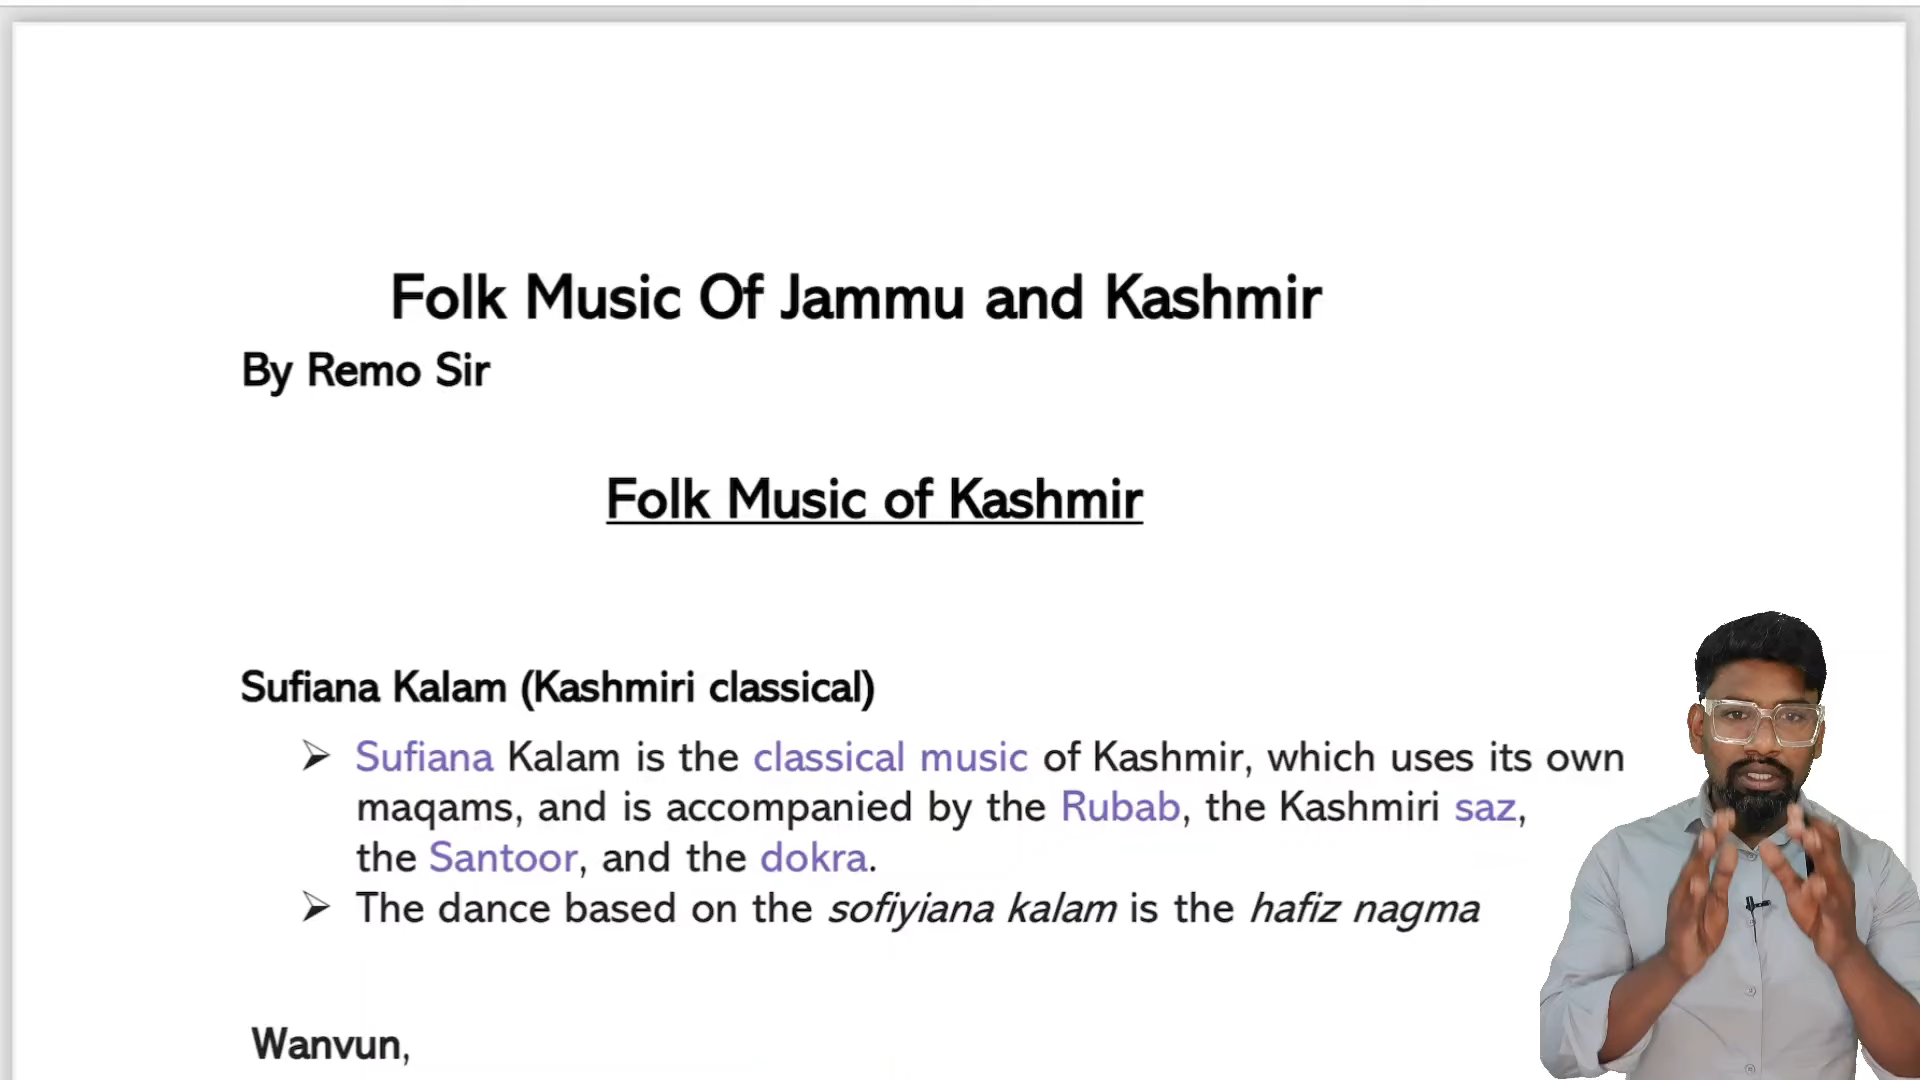 Folk Music Of Jammu and Kashmir
By Remo Sir
Folk Music of Kashmir
Sufiana Kalam (Kashmiri classical)
➢ Sufiana Kalam is the classical music of Kashmir, which uses its own
maqams, and is accompanied by the Rubab, the Kashmiri saz,
the Santoor, and the dokra.
➢ The dance based on the sofiyiana kalam is the hafiz nagma
Wanvun,